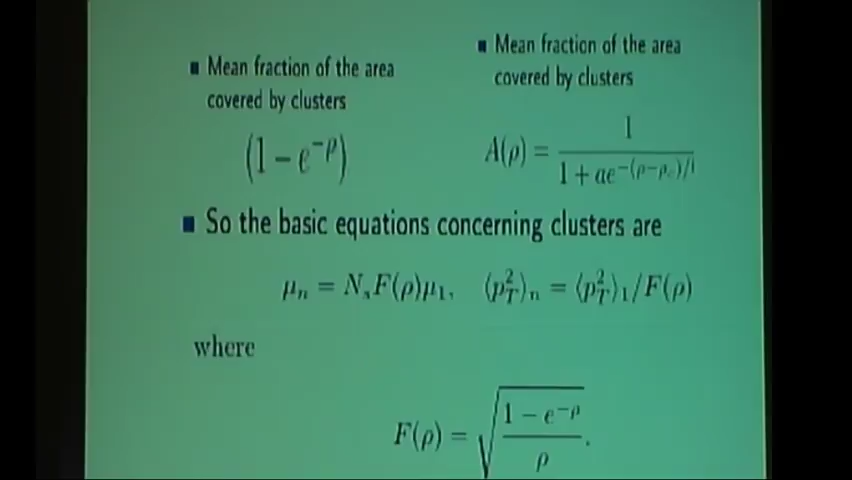 ■ Mean fraction of the area
covered by clusters
(1 − e^{−ρ})
■ Mean fraction of the area
covered by clusters
A(ρ) = 1 / (1 + ae^{−(ρ−ρ_c)/
■ So the basic equations concerning clusters are
μ_n = N_s F(ρ)μ_1, ⟨p_T^2⟩_n = ⟨p_T^2⟩_1/F(ρ)
where
F(ρ) = √((1 − e^{−ρ}) / ρ).